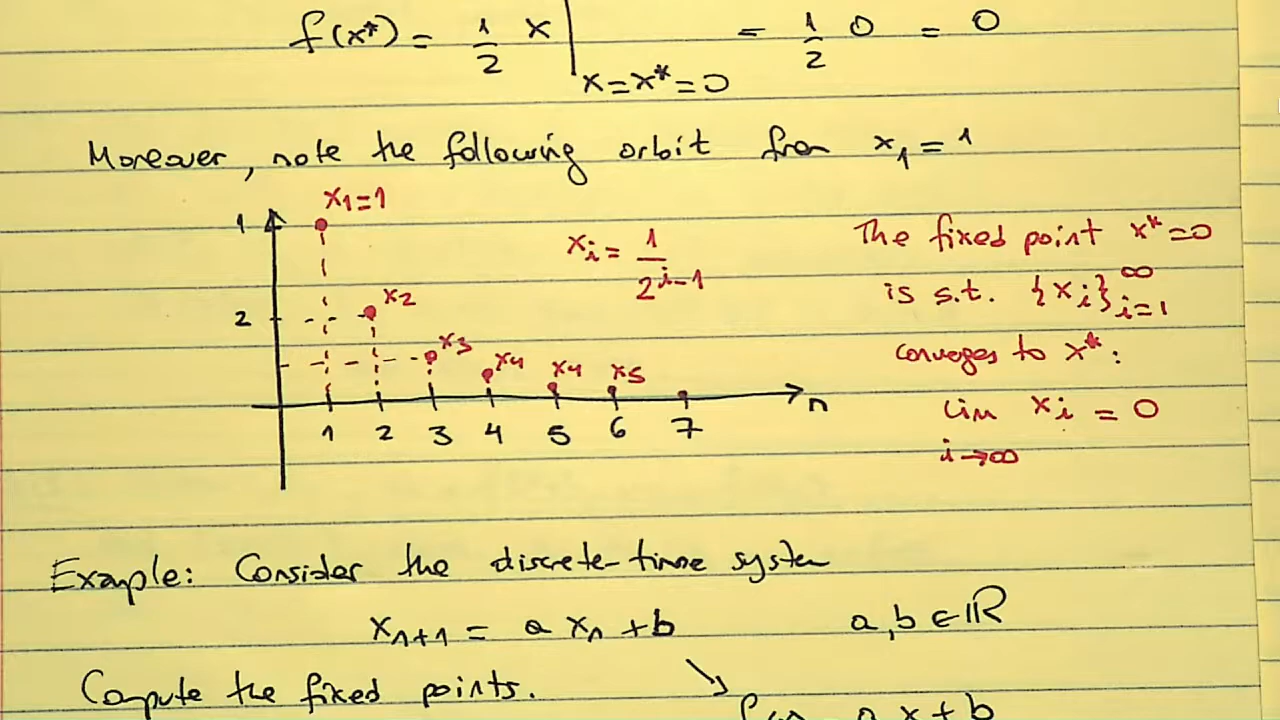 f(x*) = 1/2 x | x=x*=0 = 1/2 0 = 0
Moreover, note the following orbit from x₁ = 1
x₁=1
1
x₂
2
x₃
x₄
x₄
x₅
n
1 2 3 4 5 6 7
xᵢ = 1/2^(i-1)
The fixed point x*=0
is s.t. {xᵢ}^∞ i=1
converges to x*:
lim xᵢ = 0
i→∞
Example: Consider the discrete-time system
xₙ₊₁ = a xₙ + b a, b ∈ ℝ
Compute the fixed points.
a x + b